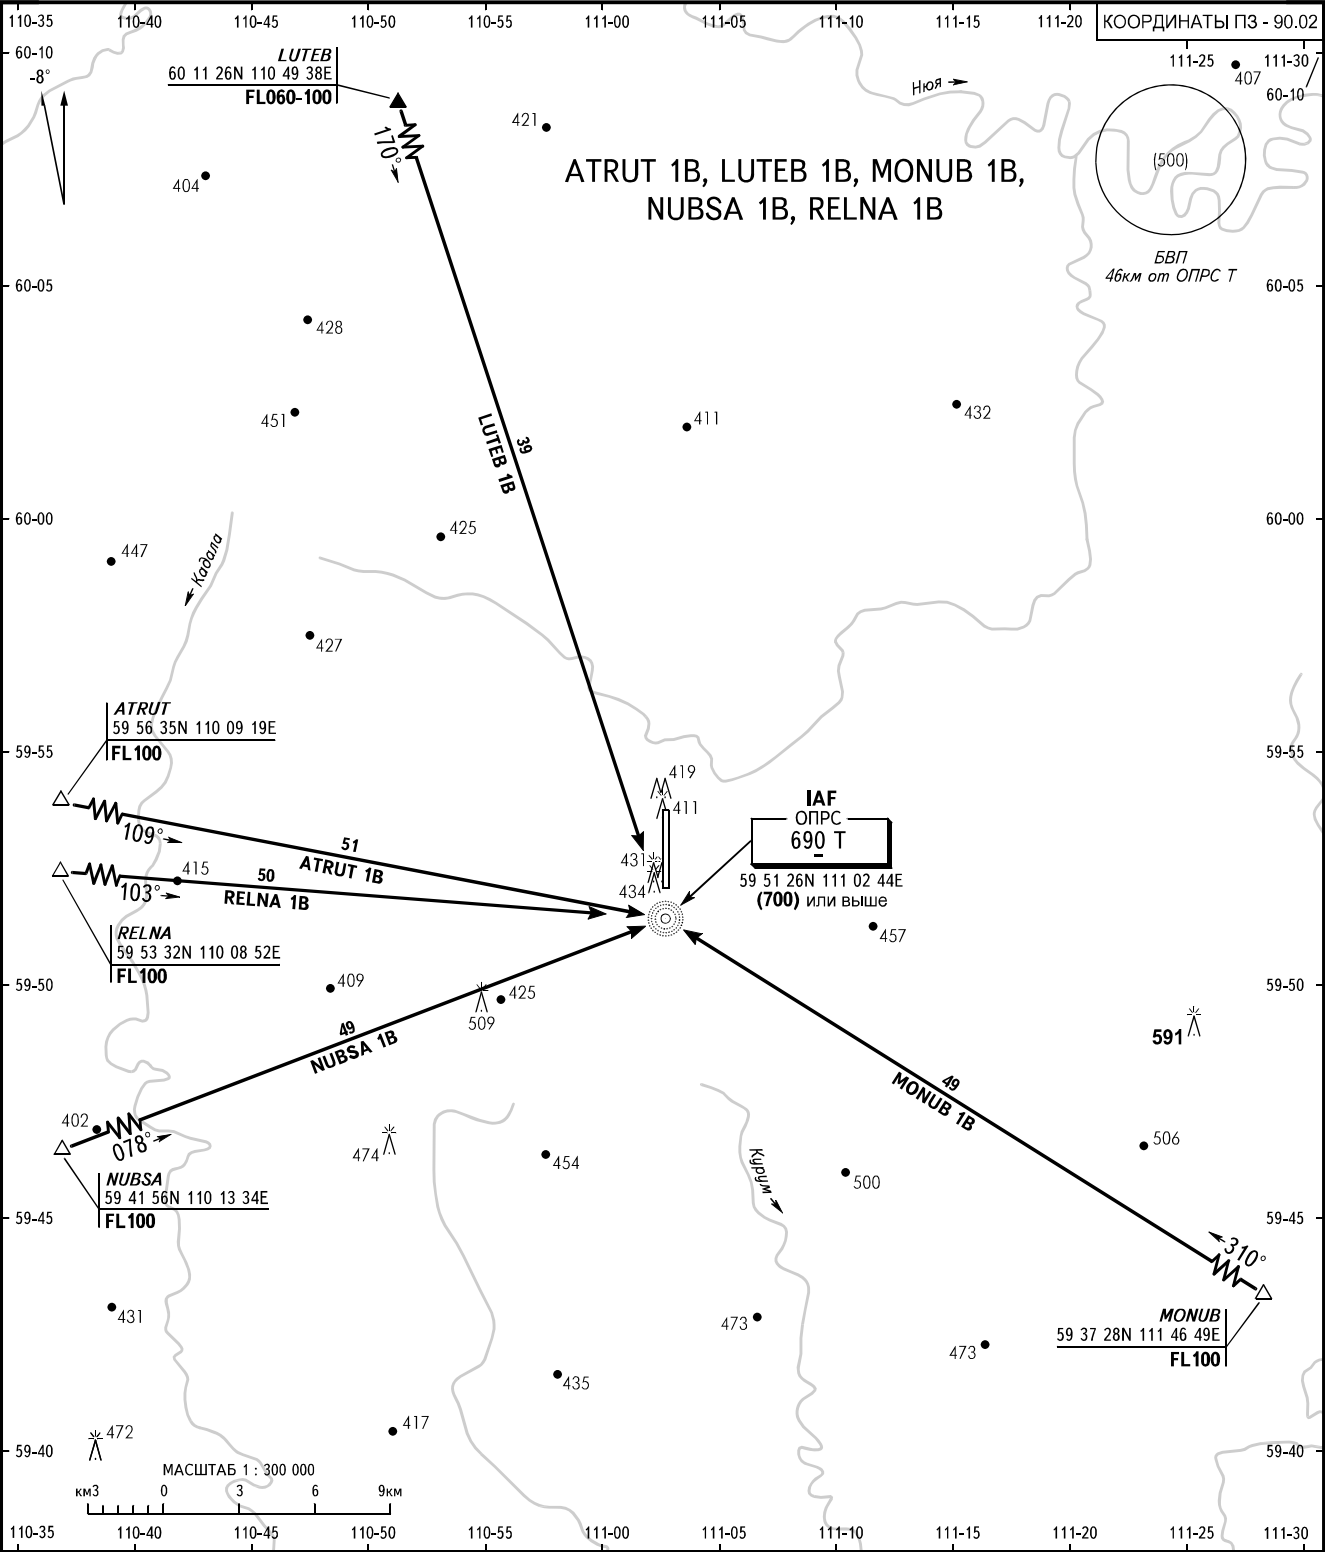 110-35 110-40 110-45 110-50 110-55 111-00 111-05 111-10 111-15 111-20
КООРДИНАТЫ ПЗ - 90.02
60-10
111-25 111-30
60-10
-8°
407
LUTEB
60 11 26N 110 49 38E
FL060-100
170°
Нюя
421
404
ATRUT 1B, LUTEB 1B, MONUB 1B,
NUBSA 1B, RELNA 1B
(500)
БВП
46км от ОПРС Т
60-05
60-05
428
451
411
432
39
LUTEB 1B
60-00
60-00
425
447
Кадала
427
ATRUT
59 56 35N 110 09 19E
FL100
59-55
59-55
419
411
109°
51
ATRUT 1B
IAF
ОПРС
690 T
59 51 26N 111 02 44E
(700) или выше
431
434
415
103°
50
RELNA 1B
RELNA
59 53 32N 110 08 52E
FL100
457
59-50
59-50
409
425
509
49
NUBSA 1B
591
49
MONUB 1B
402
078°
474
454
506
500
Курум
NUBSA
59 41 56N 110 13 34E
FL100
59-45
59-45
310°
431
473
473
MONUB
59 37 28N 111 46 49E
FL100
435
417
472
59-40
59-40
МАСШТАБ 1 : 300 000
км3 0 3 6 9км
110-35 110-40 110-45 110-50 110-55 111-00 111-05 111-10 111-15 111-20 111-25 111-30